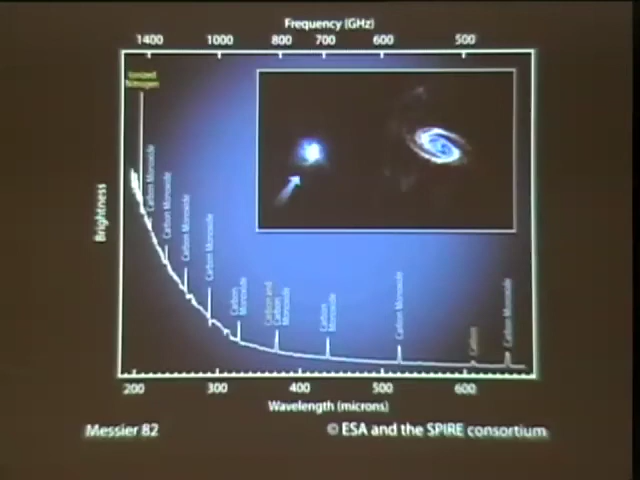 Frequency (GHz)
1400 1000 800 700 600 500
Ionized
Nitrogen
Carbon Monoxide
Carbon Monoxide
Carbon Monoxide
Carbon Monoxide
Carbon
Monoxide
Carbon and
Carbon
Monoxide
Carbon
Monoxide
Carbon Monoxide
Carbon
Carbon Monoxide
Brightness
200 300 400 500 600
Wavelength (microns)
Messier 82
© ESA and the SPIRE consortium